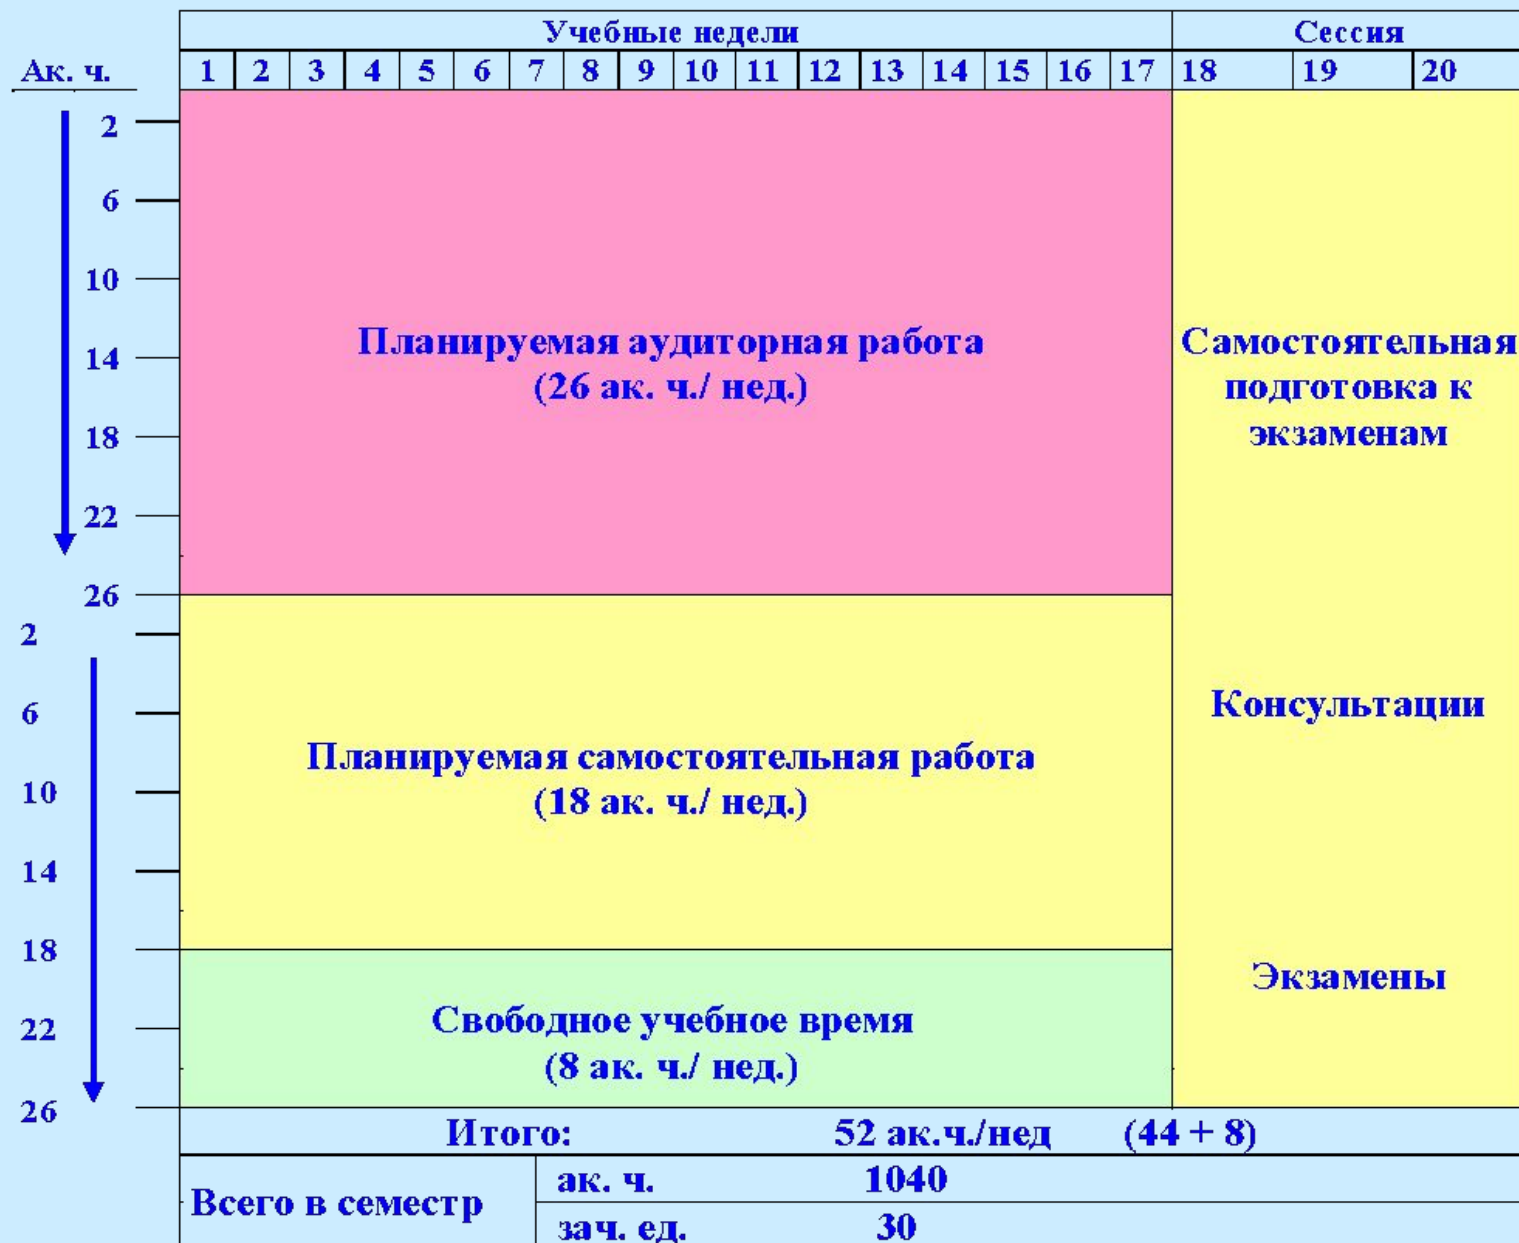 Учебные недели Сессия
Ак. ч. 1 2 3 4 5 6 7 8 9 10 11 12 13 14 15 16 17 18 19 20
2
6
10
14
18
22
26
Планируемая аудиторная работа
(26 ак. ч./ нед.)
Самостоятельная
подготовка к
экзаменам
2
6
10
14
18
22
26
Планируемая самостоятельная работа
(18 ак. ч./ нед.)
Консультации
Свободное учебное время
(8 ак. ч./ нед.)
Экзамены
Итого: 52 ак.ч./нед (44 + 8)
Всего в семестр
ак. ч. 1040
зач. ед. 30